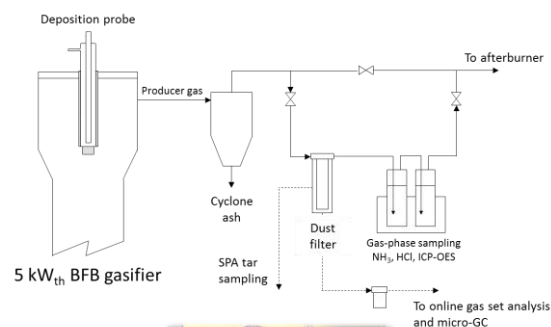 Deposition probe
To afterburner
Producer gas
Cyclone
ash
Dust
filter
Gas-phase sampling
NH₃, HCl, ICP-OES
SPA tar
sampling
5 kWₜₕ BFB gasifier
To online gas set analysis
and micro-GC